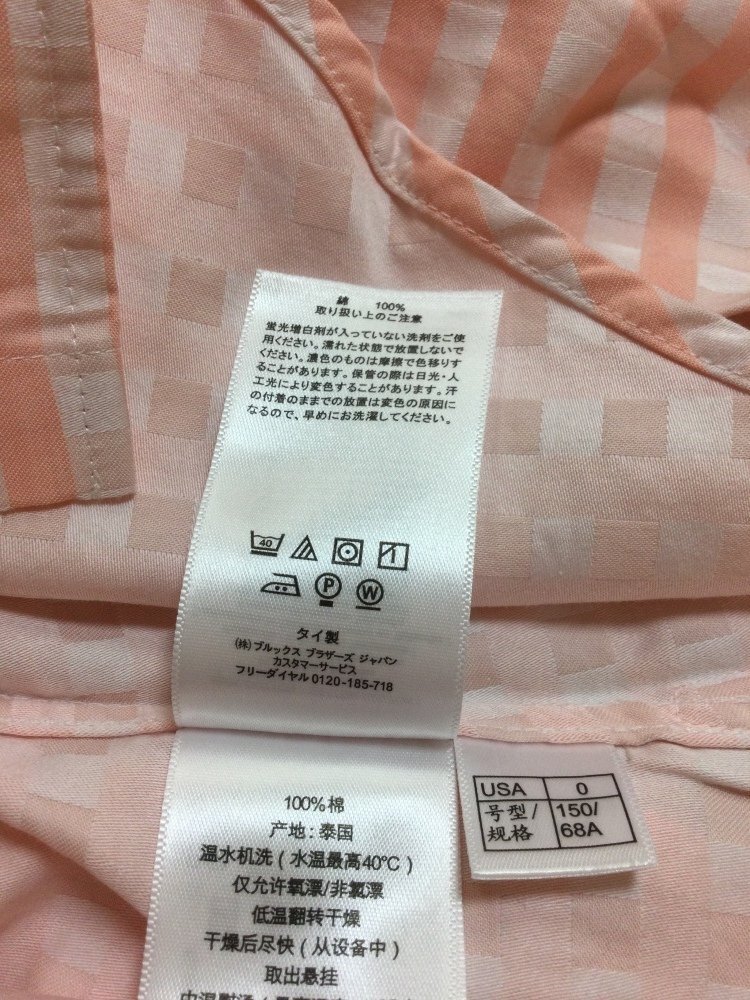 綿 100%
取り扱い上のご注意
蛍光増白剤が入っていない洗剤をご使
用ください。濡れた状態で放置しないで
ください。濃色のものは摩擦で色移りす
ることがあります。保管の際は日光・人
工光により変色することがあります。汗
の付着のままでの放置は変色の原因に
なるので、早めにお洗濯してください。
40
P W
タイ製
(株)ブルックス ブラザーズ ジャパン
カスタマーサービス
フリーダイヤル 0120-185-718
100%棉
产地:泰国
温水机洗(水温最高40℃)
仅允许氧漂/非氯漂
低温翻转干燥
干燥后尽快(从设备中)
取出悬挂
USA 0
号型/ 150/
规格 68A